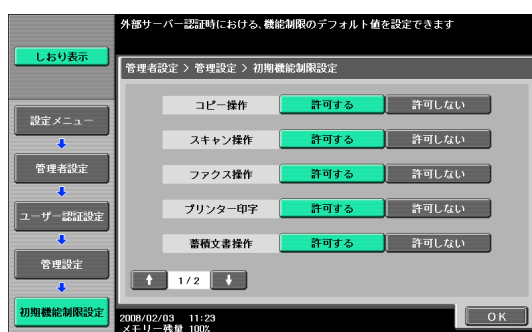 外部サーバー認証時における、機能制限のデフォルト値を設定できます
しおり表示
管理者設定 > 管理設定 > 初期機能制限設定
設定メニュー
管理者設定
ユーザー認証設定
管理設定
初期機能制限設定
コピー操作 許可する 許可しない
スキャン操作 許可する 許可しない
ファクス操作 許可する 許可しない
プリンター印字 許可する 許可しない
蓄積文書操作 許可する 許可しない
1/2
2008/02/03 11:23
メモリー残量 100%
OK